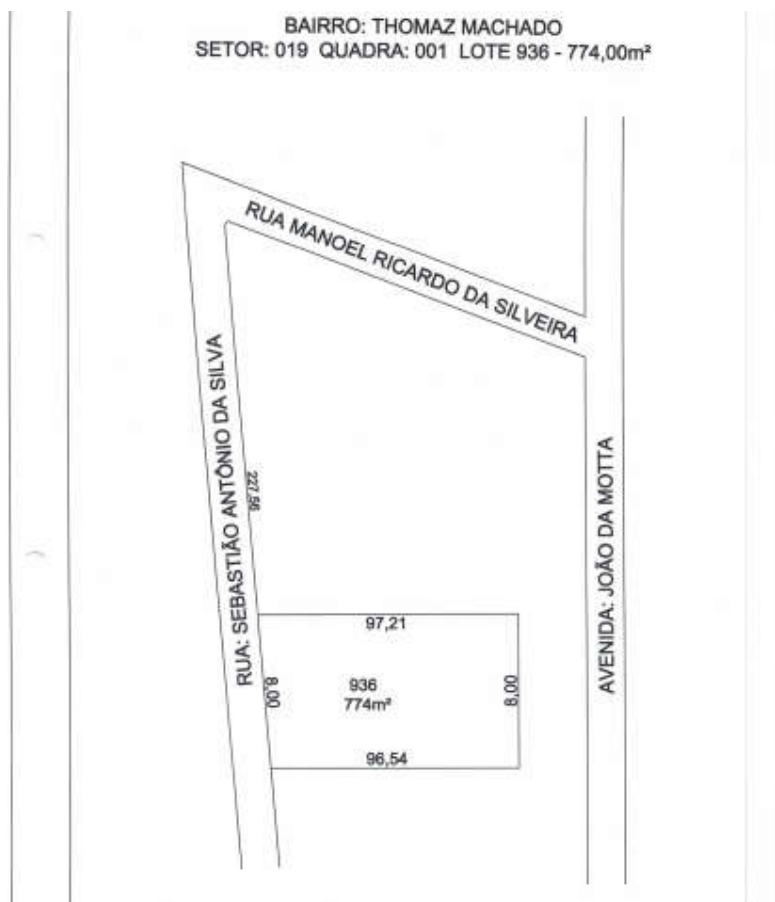 BAIRRO: THOMAZ MACHADO
SETOR: 019 QUADRA: 001 LOTE 936 - 774,00m²
RUA MANOEL RICARDO DA SILVEIRA
RUA: SEBASTIÃO ANTÔNIO DA SILVA
227,56
AVENIDA: JOÃO DA MOTTA
97,21
8,00
936
774m²
8,00
96,54